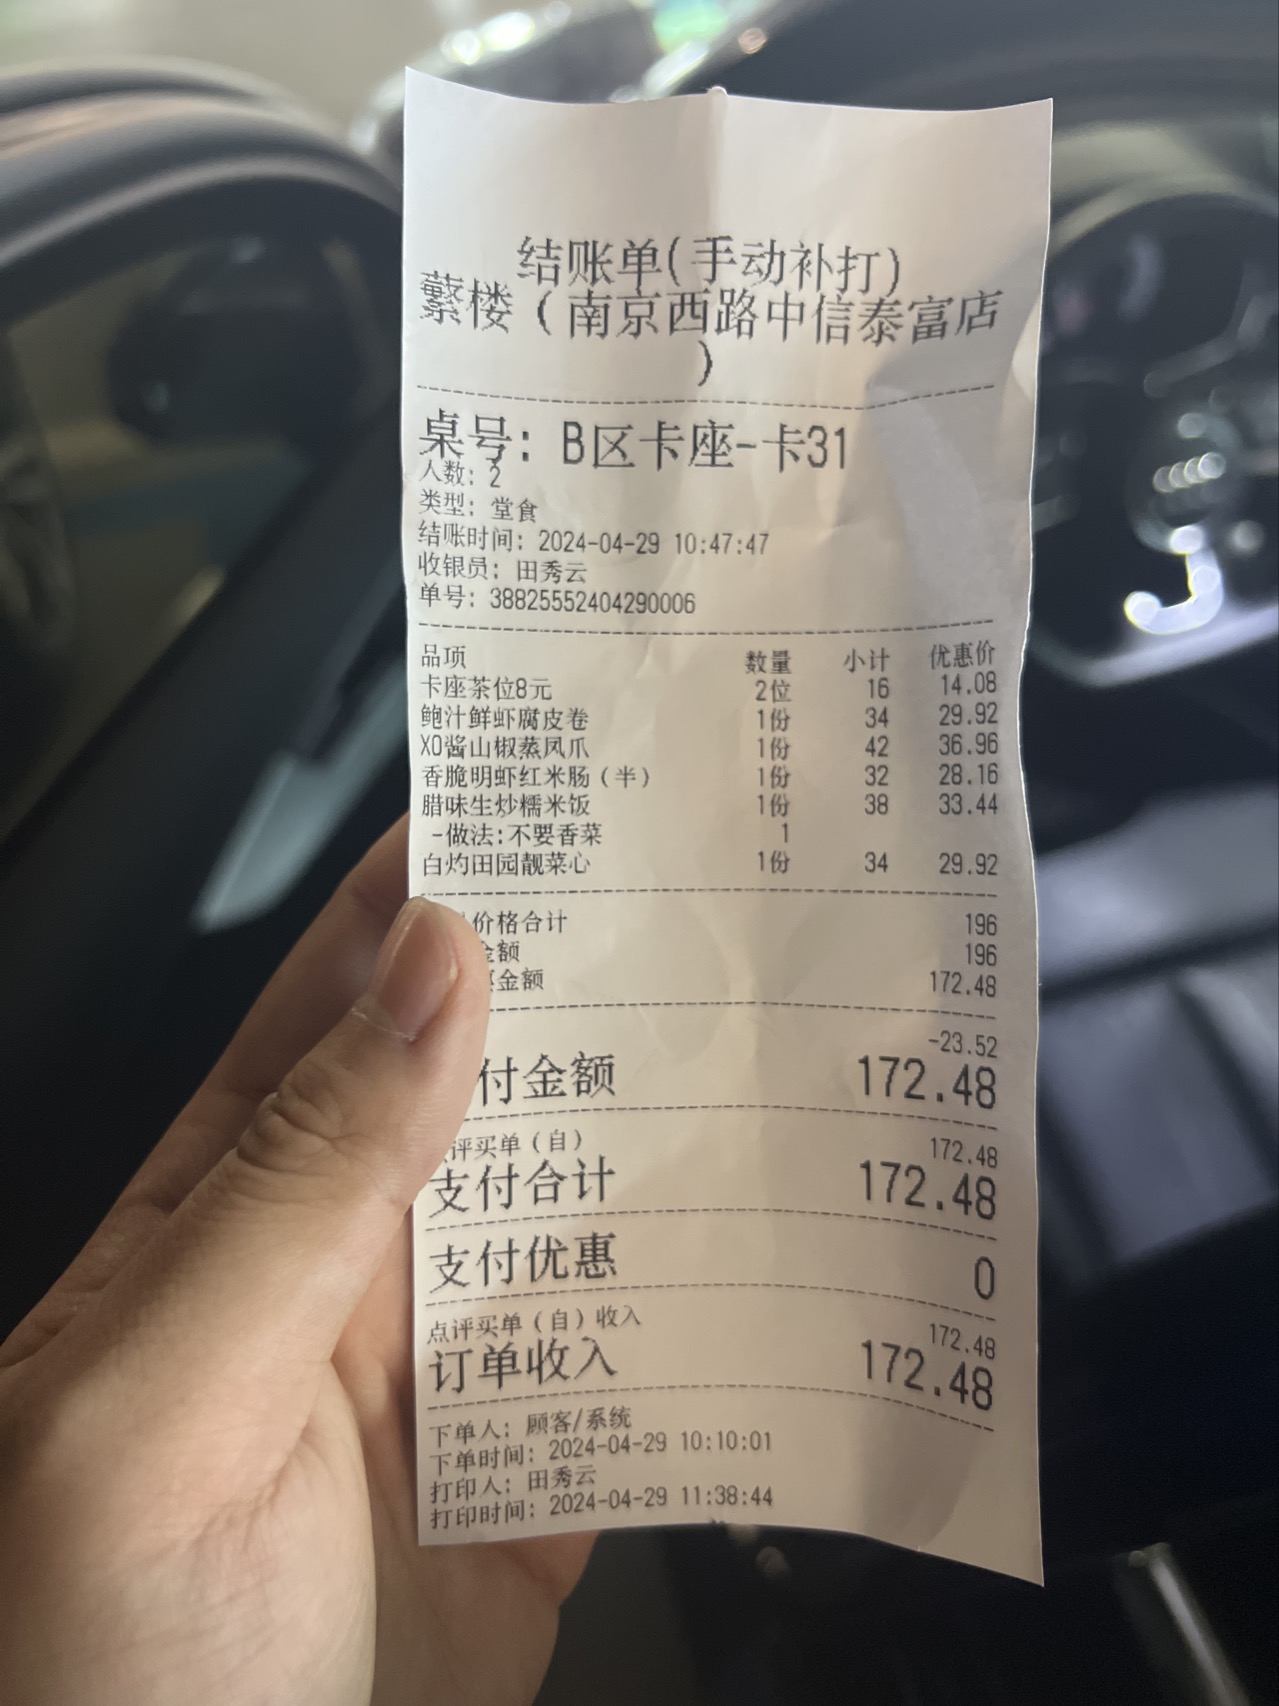 结账单(手动补打)
蘩楼（南京西路中信泰富店
）
桌号: B区卡座-卡31
人数: 2
类型: 堂食
结账时间: 2024-04-29 10:47:47
收银员: 田秀云
单号: 38825552404290006
品项 数量 小计 优惠价
卡座茶位8元 2位 16 14.08
鲍汁鲜虾腐皮卷 1份 34 29.92
XO酱山椒蒸凤爪 1份 42 36.96
香脆明虾红米肠（半） 1份 32 28.16
腊味生炒糯米饭 1份 38 33.44
-做法:不要香菜 1
白灼田园靓菜心 1份 34 29.92
价格合计 196
金额 196
金额 172.48
-23.52
付金额 172.48
评买单（自） 172.48
支付合计 172.48
支付优惠 0
点评买单（自）收入 172.48
订单收入 172.48
下单人: 顾客/系统
下单时间: 2024-04-29 10:10:01
打印人: 田秀云
打印时间: 2024-04-29 11:38:44